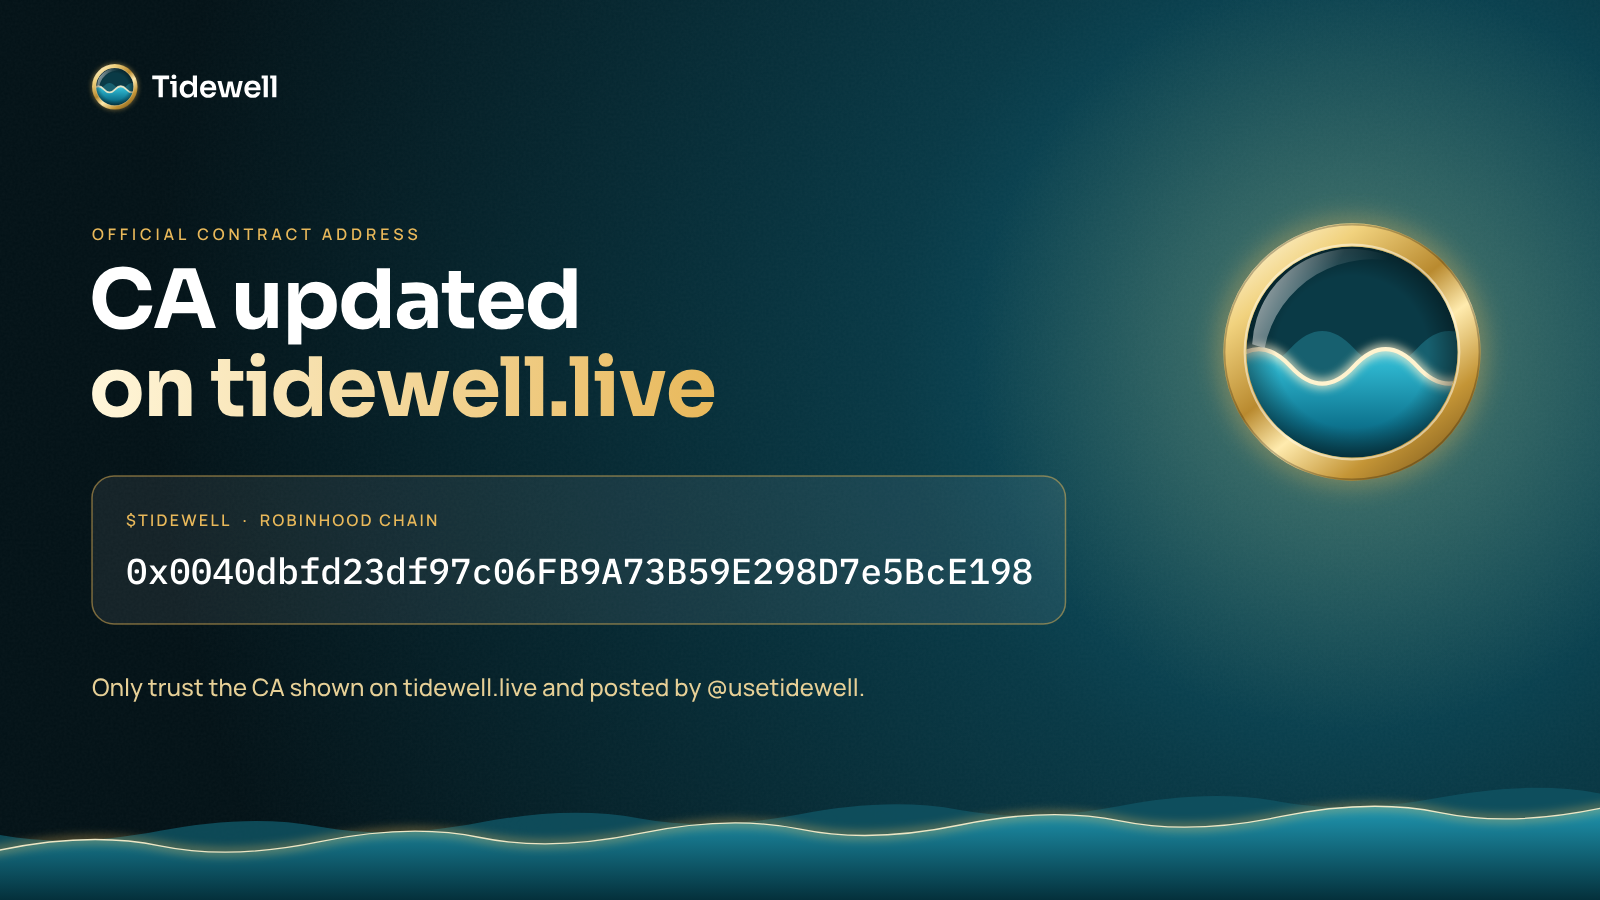 Tidewell
OFFICIAL CONTRACT ADDRESS
CA updated
on tidewell.live
$TIDEWELL · ROBINHOOD CHAIN
0x0040dbfd23df97c06FB9A73B59E298D7e5BcE198
Only trust the CA shown on tidewell.live and posted by @usetidewell.